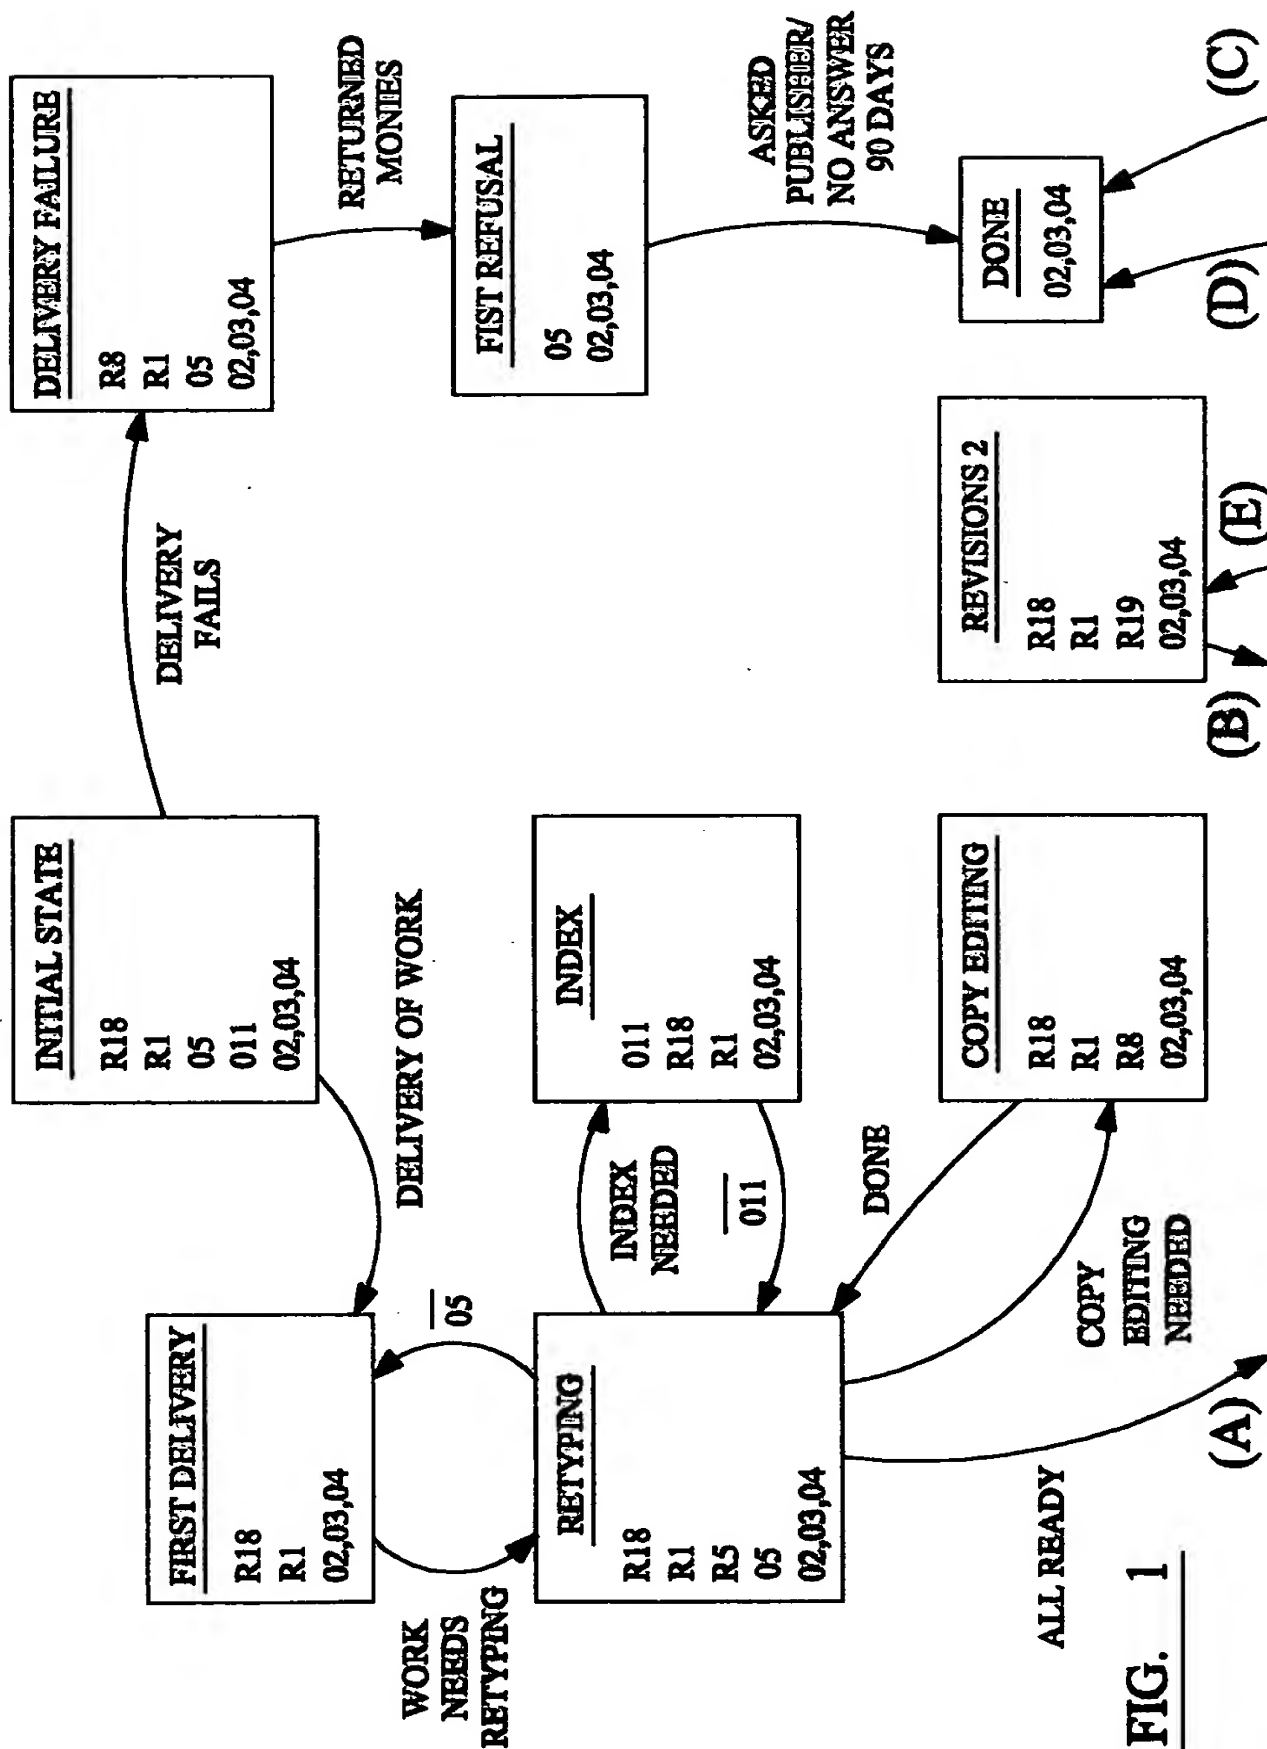 FIRST DELIVERY
R18
R1
02,03,04
INITIAL STATE
R18
R1
05
011
02,03,04
DELIVERY FAILURE
R8
R1
05
02,03,04
DELIVERY
FAILS
RETURNED
MONIES
DELIVERY OF WORK
WORK
NEEDS
RETYPING
05
RETYPING
R18
R1
R5
05
02,03,04
INDEX
NEEDED
011
INDEX
011
R18
R1
02,03,04
FIST REFUSAL
05
02,03,04
ASKED
PUBLISHER/
NO ANSWER
90 DAYS
DONE
COPY
EDITING
NEEDED
COPY EDITING
R18
R1
R8
02,03,04
REVISIONS 2
R18
R1
R19
02,03,04
DONE
02,03,04
ALL READY
(A)
(B)
(E)
(D)
(C)
FIG. 1